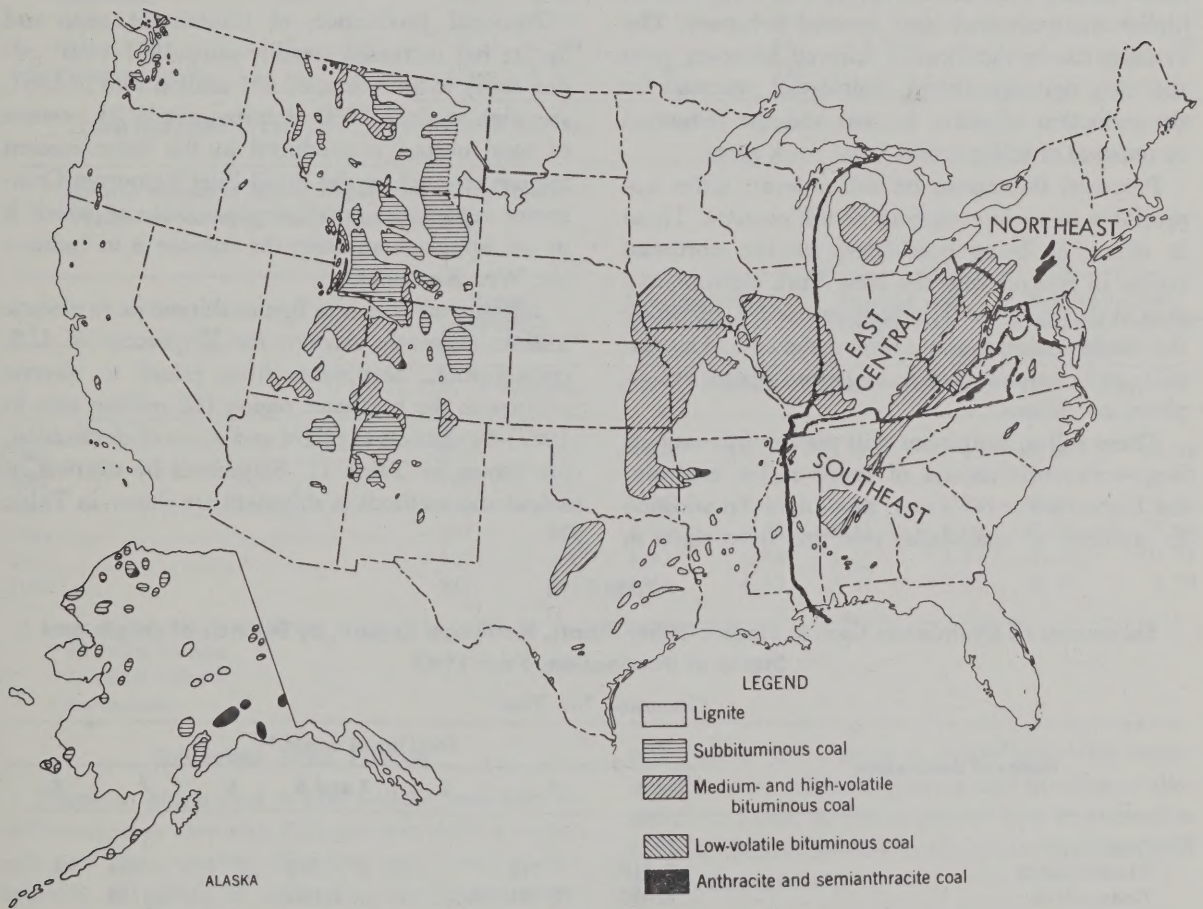 NORTHEAST
EAST
CENTRAL
SOUTHEAST
ALASKA
LEGEND
Lignite
Subbituminous coal
Medium- and high-volatile
bituminous coal
Low-volatile bituminous coal
Anthracite and semianthracite coal